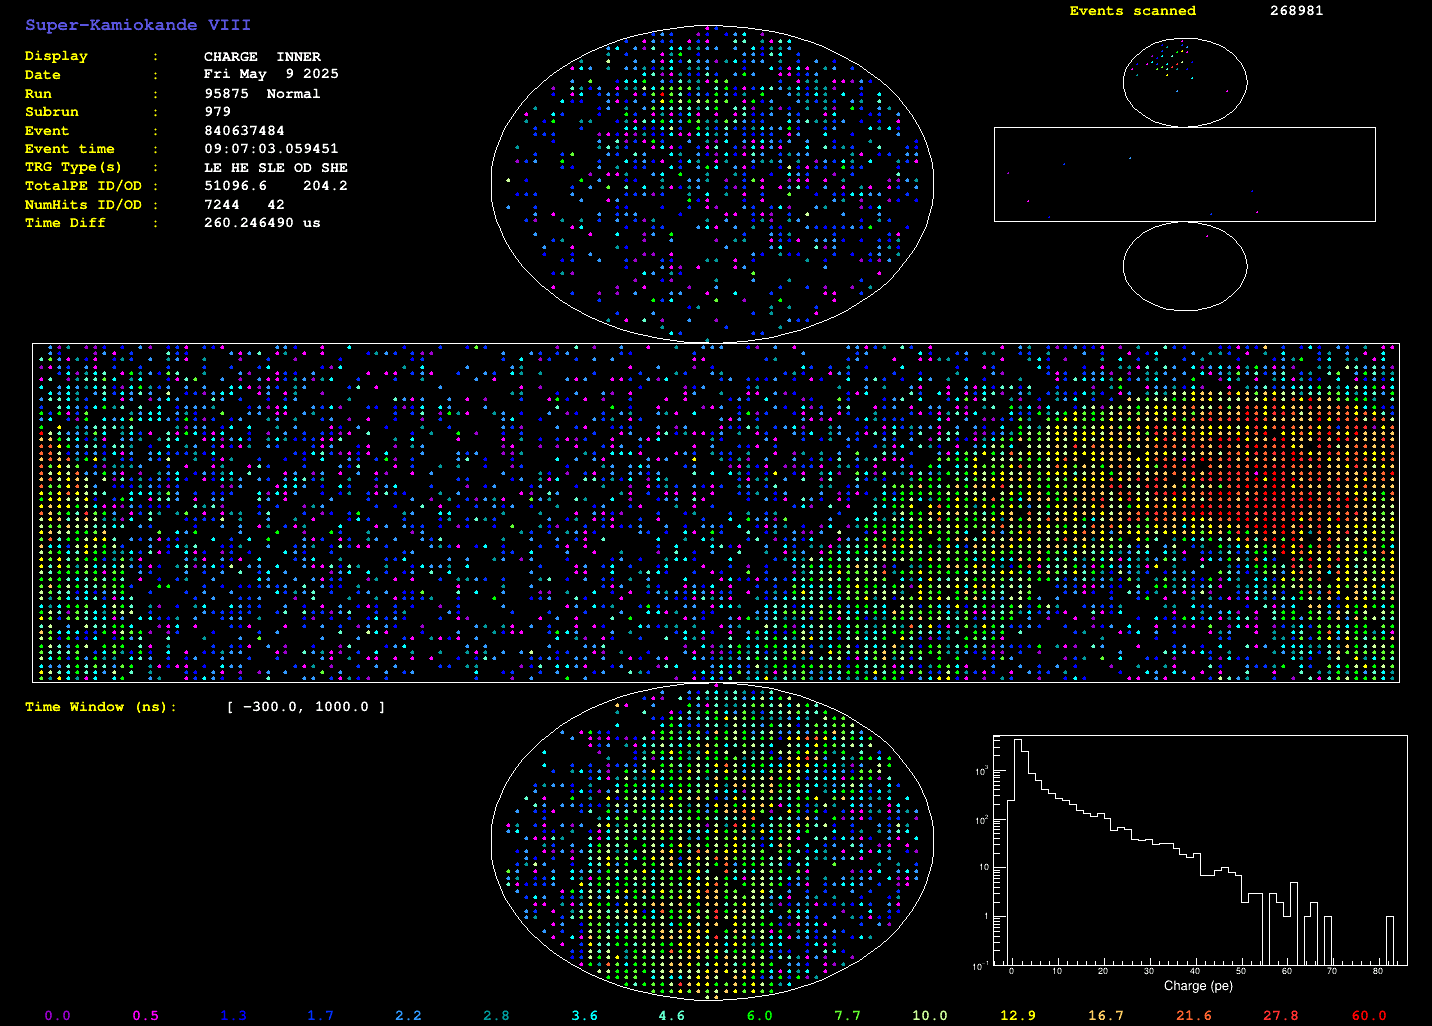 Super-Kamiokande VIII
Display : CHARGE INNER
Date : Fri May 9 2025
Run : 95875 Normal
Subrun : 979
Event : 840637484
Event time : 09:07:03.059451
TRG Type(s) : LE HE SLE OD SHE
TotalPE ID/OD : 51096.6 204.2
NumHits ID/OD : 7244 42
Time Diff : 260.246490 us
Events scanned 268981
Time Window (ns): [ -300.0, 1000.0 ]
10^3
10^2
10
1
10^-1
0 10 20 30 40 50 60 70 80
Charge (pe)
0.0 0.5 1.3 1.7 2.2 2.8 3.6 4.6 6.0 7.7 10.0 12.9 16.7 21.6 27.8 60.0